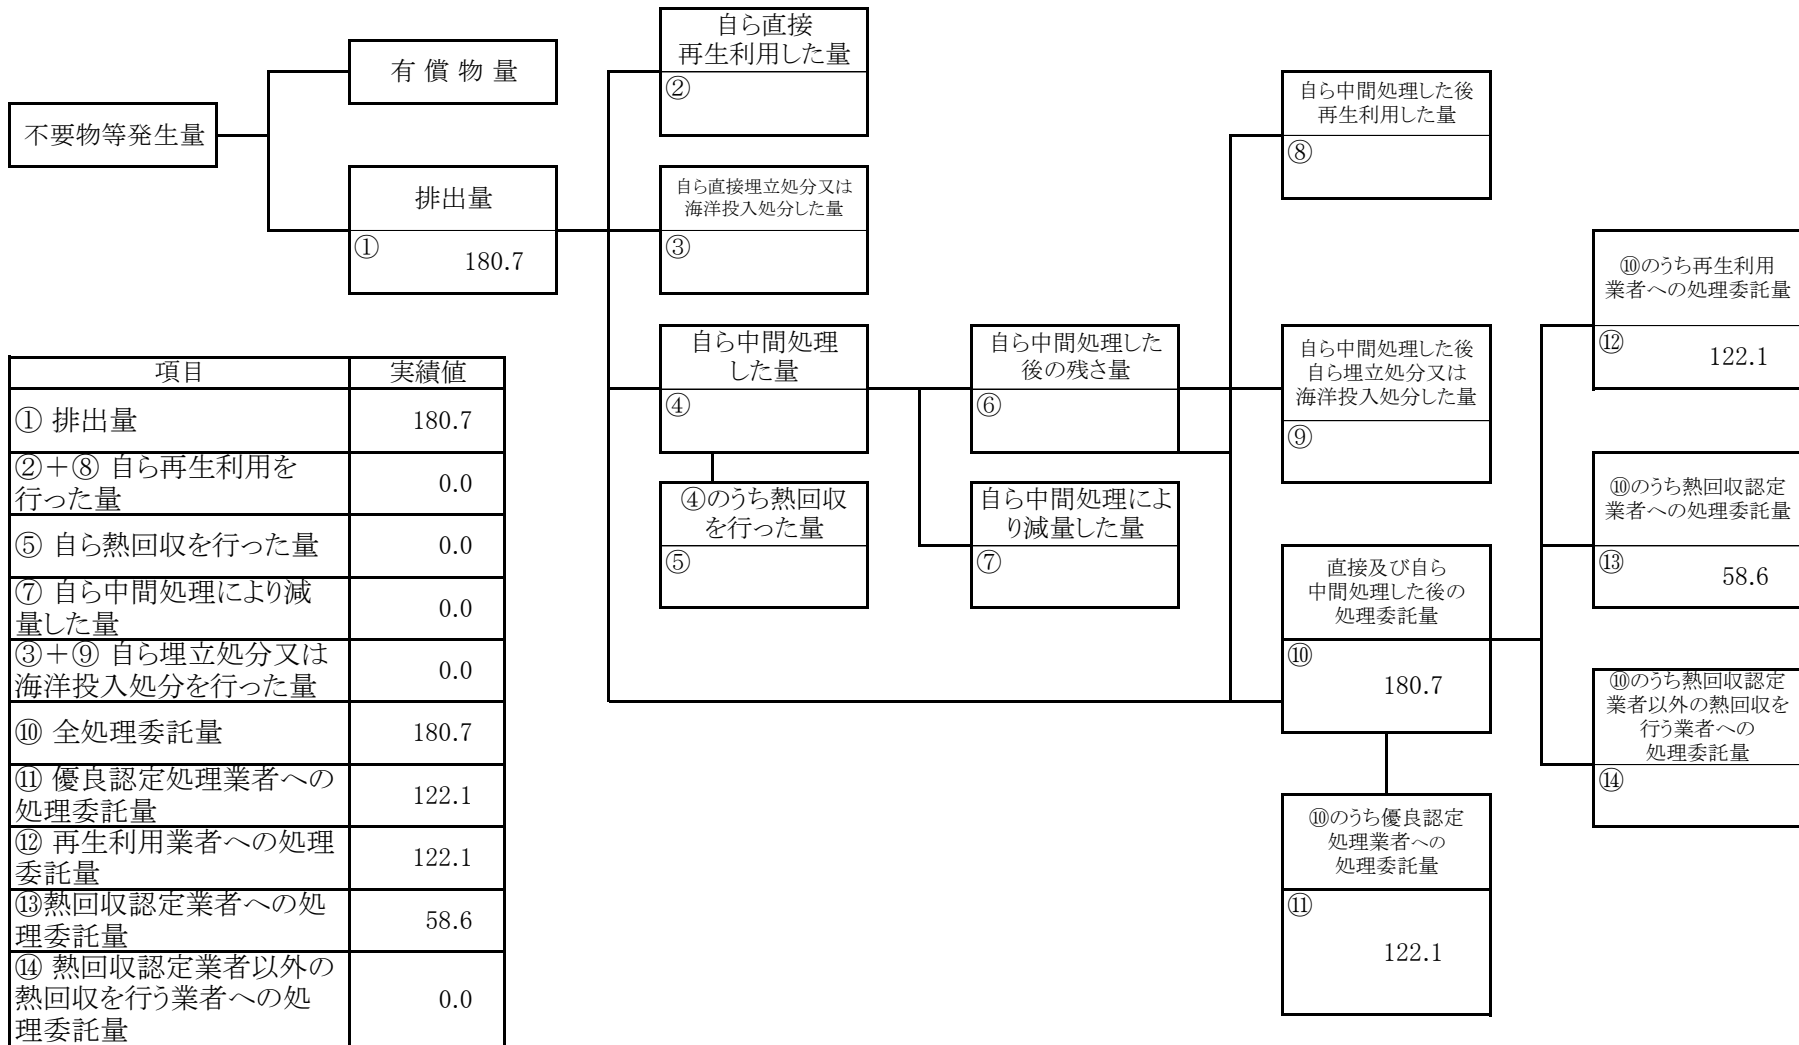 自ら直接
再生利用した量
②
有 償 物 量
不要物等発生量
自ら中間処理した後
再生利用した量
⑧
排出量
① 180.7
自ら直接埋立処分又は
海洋投入処分した量
③
⑩のうち再生利用
業者への処理委託量
⑫ 122.1
自ら中間処理
した量
④
自ら中間処理した
後の残さ量
⑥
自ら中間処理した後
自ら埋立処分又は
海洋投入処分した量
⑨
④のうち熱回収
を行った量
⑤
自ら中間処理によ
り減量した量
⑦
⑩のうち熱回収認定
業者への処理委託量
⑬ 58.6
直接及び自ら
中間処理した後の
処理委託量
⑩
180.7
⑩のうち熱回収認定
業者以外の熱回収を
行う業者への
処理委託量
⑭
⑩のうち優良認定
処理業者への
処理委託量
⑪
122.1
項目 実績値
① 排出量 180.7
②＋⑧ 自ら再生利用を
行った量 0.0
⑤ 自ら熱回収を行った量 0.0
⑦ 自ら中間処理により減
量した量 0.0
③＋⑨ 自ら埋立処分又は
海洋投入処分を行った量 0.0
⑩ 全処理委託量 180.7
⑪ 優良認定処理業者への
処理委託量 122.1
⑫ 再生利用業者への処理
委託量 122.1
⑬熱回収認定業者への処
理委託量 58.6
⑭ 熱回収認定業者以外の
熱回収を行う業者への処
理委託量 0.0